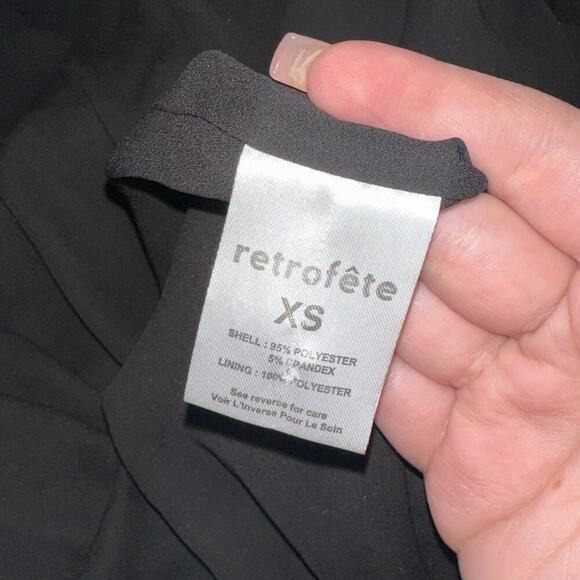 retrofête
XS
SHELL : 95% POLYESTER
5% SPANDEX
LINING : 100% POLYESTER
See reverse for care
Voir L'Inverse Pour Le Soin